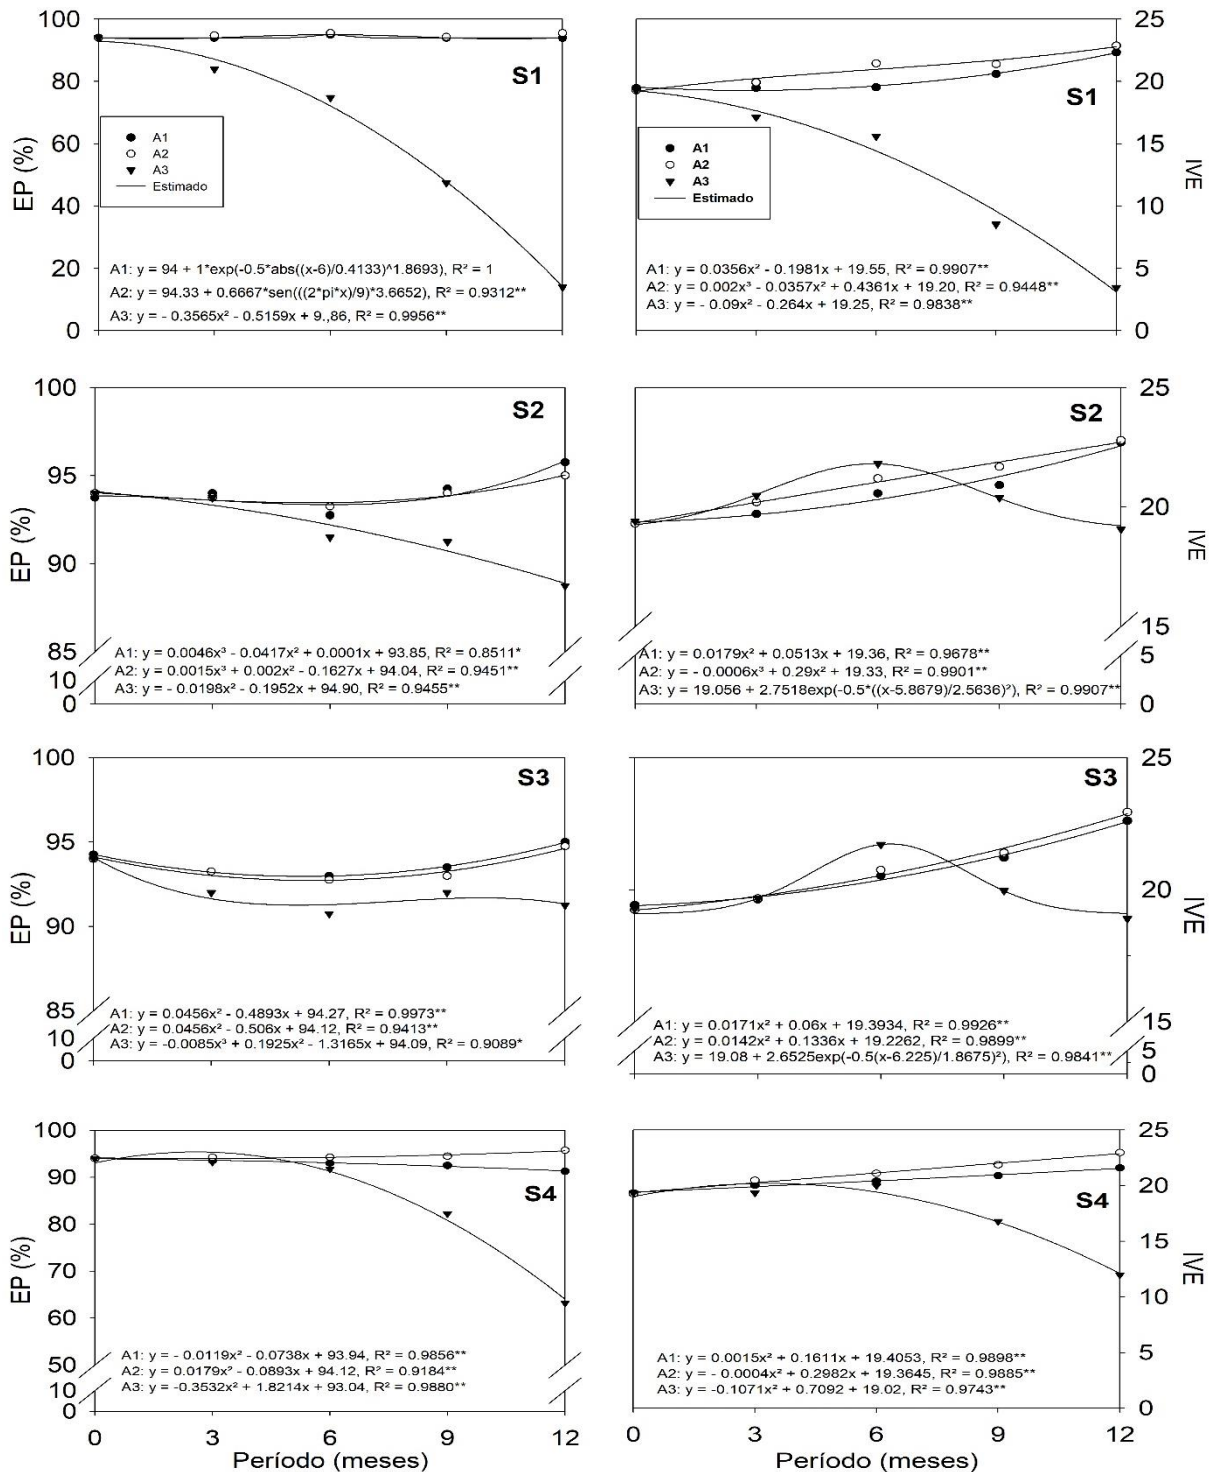 100
80
60
40
20
0
EP (%)
S1
A1
A2
A3
Estimado
A1: y = 94 + 1*exp(-0.5*abs((x-6)/0.4133)^1.8693), R² = 1
A2: y = 94.33 + 0.6667*sen(((2*pi*x)/9)*3.6652), R² = 0.9312**
A3: y = - 0.3565x² - 0.5159x + 9.,86, R² = 0.9956**
25
20
15
10
5
0
IVE
S1
A1
A2
A3
Estimado
A1: y = 0.0356x² - 0.1981x + 19.55, R² = 0.9907**
A2: y = 0.002x³ - 0.0357x² + 0.4361x + 19.20, R² = 0.9448**
A3: y = - 0.09x² - 0.264x + 19.25, R² = 0.9838**
100
95
90
85
10
0
EP (%)
S2
A1: y = 0.0046x³ - 0.0417x² + 0.0001x + 93.85, R² = 0.8511*
A2: y = 0.0015x³ + 0.002x² - 0.1627x + 94.04, R² = 0.9451**
A3: y = - 0.0198x² - 0.1952x + 94.90, R² = 0.9455**
25
20
15
5
0
IVE
S2
A1: y = 0.0179x² + 0.0513x + 19.36, R² = 0.9678**
A2: y = - 0.0006x³ + 0.29x² + 19.33, R² = 0.9901**
A3: y = 19.056 + 2.7518exp(-0.5*((x-5.8679)/2.5636)²), R² = 0.9907**
100
95
90
85
10
0
EP (%)
S3
A1: y = 0.0456x² - 0.4893x + 94.27, R² = 0.9973**
A2: y = 0.0456x² - 0.506x + 94.12, R² = 0.9413**
A3: y = -0.0085x³ + 0.1925x² - 1.3165x + 94.09, R² = 0.9089*
25
20
15
5
0
IVE
S3
A1: y = 0.0171x² + 0.06x + 19.3934, R² = 0.9926**
A2: y = 0.0142x² + 0.1336x + 19.2262, R² = 0.9899**
A3: y = 19.08 + 2.6525exp(-0.5(x-6.225)/1.8675)²), R² = 0.9841**
100
90
80
70
60
50
10
0
EP (%)
S4
A1: y = - 0.0119x² - 0.0738x + 93.94, R² = 0.9856**
A2: y = 0.0179x² - 0.0893x + 94.12, R² = 0.9184**
A3: y = -0.3532x² + 1.8214x + 93.04, R² = 0.9880**
0 3 6 9 12
Período (meses)
25
20
15
10
5
0
IVE
S4
A1: y = 0.0015x² + 0.1611x + 19.4053, R² = 0.9898**
A2: y = - 0.0004x² + 0.2982x + 19.3645, R² = 0.9885**
A3: y = -0.1071x² + 0.7092 + 19.02, R² = 0.9743**
0 3 6 9 12
Período (meses)